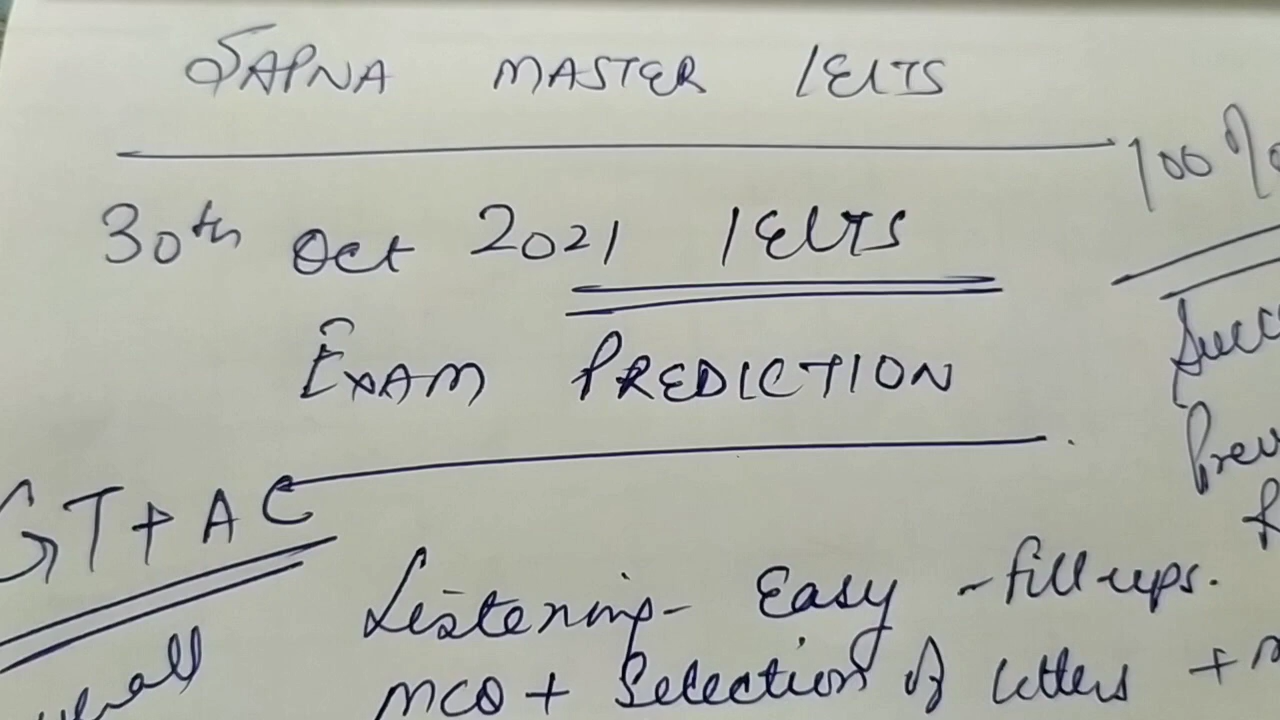 SAPNA MASTER IELTS
100%
30th Oct 2021 IELTS
EXAM PREDICTION
GT+AC
Listening- Easy - fill-ups.
MCQ + Selection of letters +